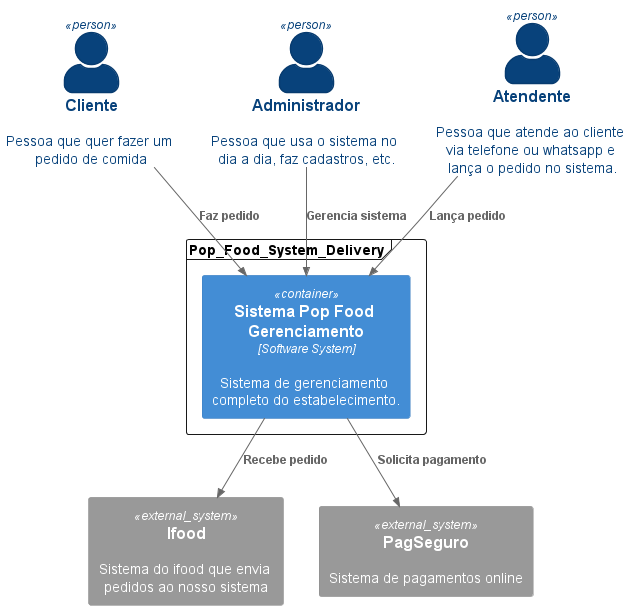 «person»
Cliente
Pessoa que quer fazer um
pedido de comida
«person»
Administrador
Pessoa que usa o sistema no
dia a dia, faz cadastros, etc.
«person»
Atendente
Pessoa que atende ao cliente
via telefone ou whatsapp e
lança o pedido no sistema.
Faz pedido
Gerencia sistema
Lança pedido
Pop_Food_System_Delivery
«container»
Sistema Pop Food
Gerenciamento
[Software System]
Sistema de gerenciamento
completo do estabelecimento.
Recebe pedido
Solicita pagamento
«external_system»
Ifood
Sistema do ifood que envia
pedidos ao nosso sistema
«external_system»
PagSeguro
Sistema de pagamentos online